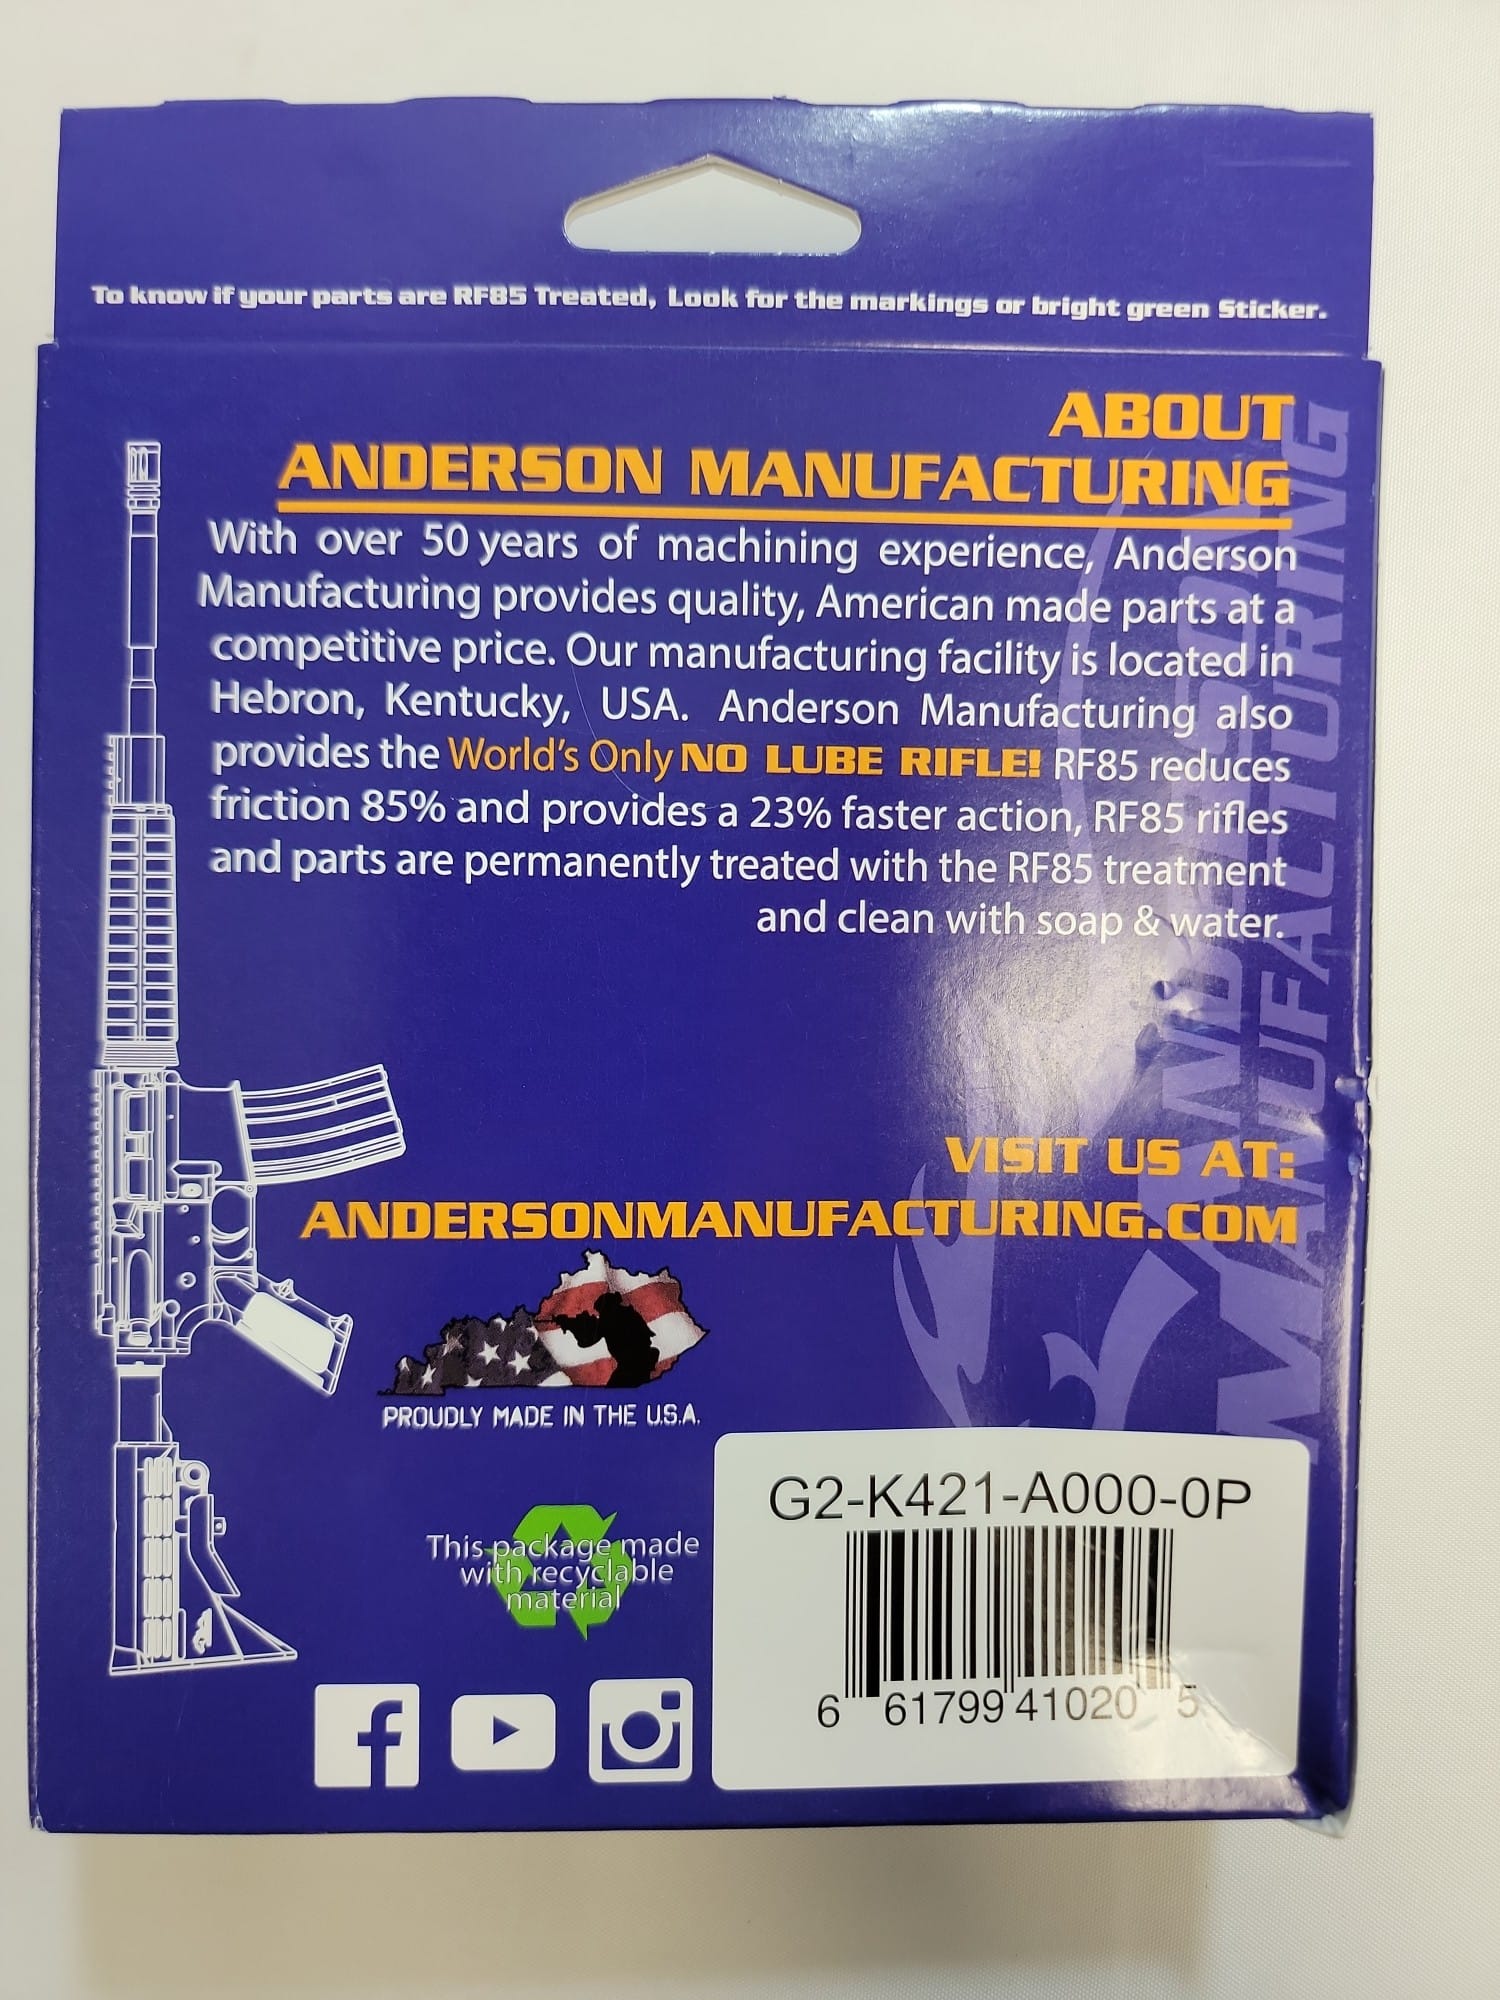 To know if your parts are RF85 Treated, Look for the markings or bright green Sticker.
ABOUT
ANDERSON MANUFACTURING
With over 50 years of machining experience, Anderson
Manufacturing provides quality, American made parts at a
competitive price. Our manufacturing facility is located in
Hebron, Kentucky, USA. Anderson Manufacturing also
provides the World's Only NO LUBE RIFLE! RF85 reduces
friction 85% and provides a 23% faster action, RF85 rifles
and parts are permanently treated with the RF85 treatment
and clean with soap & water.
ANDERSON
MANUFACTURING
VISIT US AT:
ANDERSONMANUFACTURING.COM
PROUDLY MADE IN THE U.S.A.
This package made
with recyclable
material
G2-K421-A000-0P
6 61799 41020 5